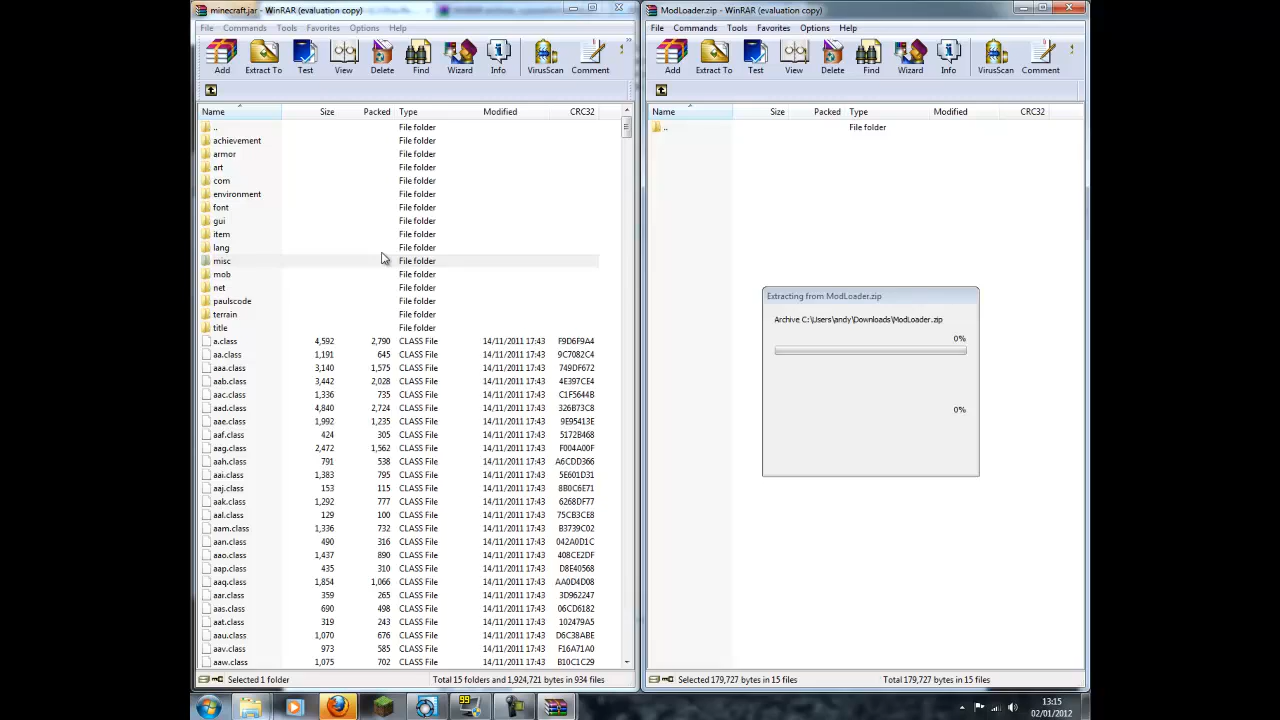 minecraft.jar - WinRAR (evaluation copy)
File Commands Tools Favorites Options Help
Add Extract To Test View Delete Find Wizard Info VirusScan Comment
Name Size Packed Type Modified CRC32
.. File folder
achievement File folder
armor File folder
art File folder
com File folder
environment File folder
font File folder
gui File folder
item File folder
lang File folder
misc File folder
mob File folder
net File folder
paulscode File folder
terrain File folder
title File folder
a.class 4,592 2,790 CLASS File 14/11/2011 17:43 F9D6F9A4
aa.class 1,191 645 CLASS File 14/11/2011 17:43 9C7082C4
aaa.class 3,140 1,575 CLASS File 14/11/2011 17:43 749DF672
aab.class 3,442 2,028 CLASS File 14/11/2011 17:43 4E397CE4
aac.class 1,336 735 CLASS File 14/11/2011 17:43 C1F5644B
aad.class 4,840 2,724 CLASS File 14/11/2011 17:43 326B73C8
aae.class 1,992 1,235 CLASS File 14/11/2011 17:43 9E95413E
aaf.class 424 305 CLASS File 14/11/2011 17:43 5172B468
aag.class 2,472 1,562 CLASS File 14/11/2011 17:43 F004A00F
aah.class 791 538 CLASS File 14/11/2011 17:43 A6CDD366
aai.class 1,383 795 CLASS File 14/11/2011 17:43 5E601D31
aaj.class 153 115 CLASS File 14/11/2011 17:43 8B0C6E71
aak.class 1,292 777 CLASS File 14/11/2011 17:43 6268DF77
aal.class 129 100 CLASS File 14/11/2011 17:43 75CB3CE8
aam.class 1,336 732 CLASS File 14/11/2011 17:43 B3739C02
aan.class 490 316 CLASS File 14/11/2011 17:43 042A0D1C
aao.class 1,437 890 CLASS File 14/11/2011 17:43 408CE2DF
aap.class 435 310 CLASS File 14/11/2011 17:43 D8E40568
aaq.class 1,854 1,066 CLASS File 14/11/2011 17:43 AA0D4D08
aar.class 359 265 CLASS File 14/11/2011 17:43 3D962247
aas.class 690 498 CLASS File 14/11/2011 17:43 06CD6182
aat.class 319 243 CLASS File 14/11/2011 17:43 102479A5
aau.class 1,070 676 CLASS File 14/11/2011 17:43 D6C38ABE
aav.class 973 585 CLASS File 14/11/2011 17:43 F16A71A0
aaw.class 1,075 702 CLASS File 14/11/2011 17:43 B10C1C29
Selected 1 folder Total 15 folders and 1,924,721 bytes in 934 files
ModLoader.zip - WinRAR (evaluation copy)
File Commands Tools Favorites Options Help
Add Extract To Test View Delete Find Wizard Info VirusScan Comment
Name Size Packed Type Modified CRC32
.. File folder
Extracting from ModLoader.zip
Archive C:\Users\andy\Downloads\ModLoader.zip
0%
0%
Selected 179,727 bytes in 15 files Total 179,727 bytes in 15 files
99
13:15
02/01/2012